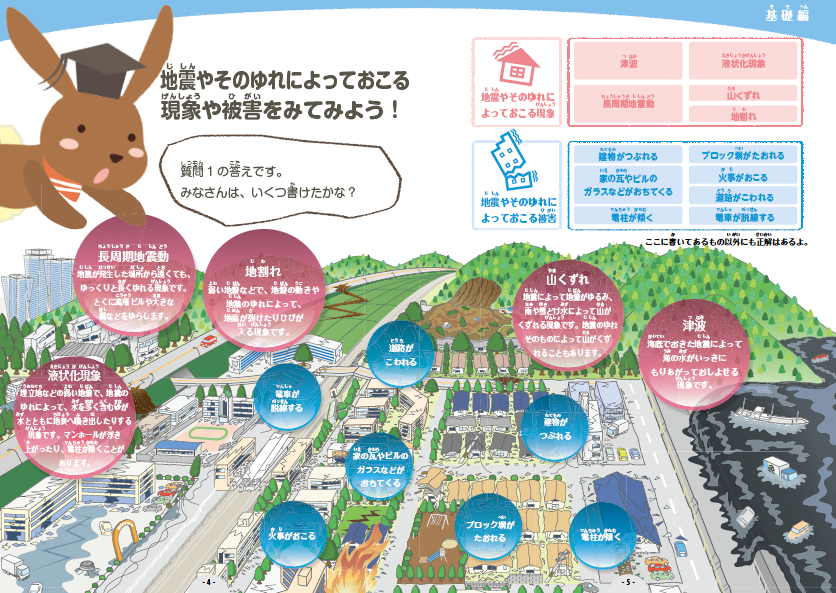 基礎編
地震やそのゆれによっておこる
現象や被害をみてみよう！
質問１の答えです。
みなさんは、いくつ書けたかな？
地震やそのゆれに
よっておこる現象
津波
液状化現象
長周期地震動
山くずれ
地割れ
地震やそのゆれに
よっておこる被害
建物がつぶれる
ブロック塀がたおれる
家の瓦やビルの
ガラスなどがおちてくる
火事がおこる
道路がこわれる
電柱が傾く
電車が脱線する
ここに書いてあるもの以外にも正解はあるよ。
長周期地震動
地震が発生した場所から遠くても、
ゆっくりと長くゆれる現象です。
とくに高層ビルや大きな
橋などをゆらします。
地割れ
弱い地盤などで、地盤の動きや
地震のゆれによって、
地面が裂けたりひびが
入る現象です。
山くずれ
地震によって地盤がゆるみ、
雨や雪どけ水によって山が
くずれる現象です。地震のゆれ
そのものによって山がくず
れることもあります。
津波
海底でおきた地震によって
海の水がいっきに
もりあがっておしよせる
現象です。
液状化現象
埋立地などの弱い地盤で、地震の
ゆれによって、水を多く含む砂が
水とともに地表へ噴き出したりする
現象です。マンホールが浮き
上がったり、電柱が傾くことが
あります。
道路が
こわれる
電車が
脱線する
建物が
つぶれる
家の瓦やビルの
ガラスなどが
おちてくる
火事がおこる
ブロック塀が
たおれる
電柱が傾く
- 4 -
- 5 -